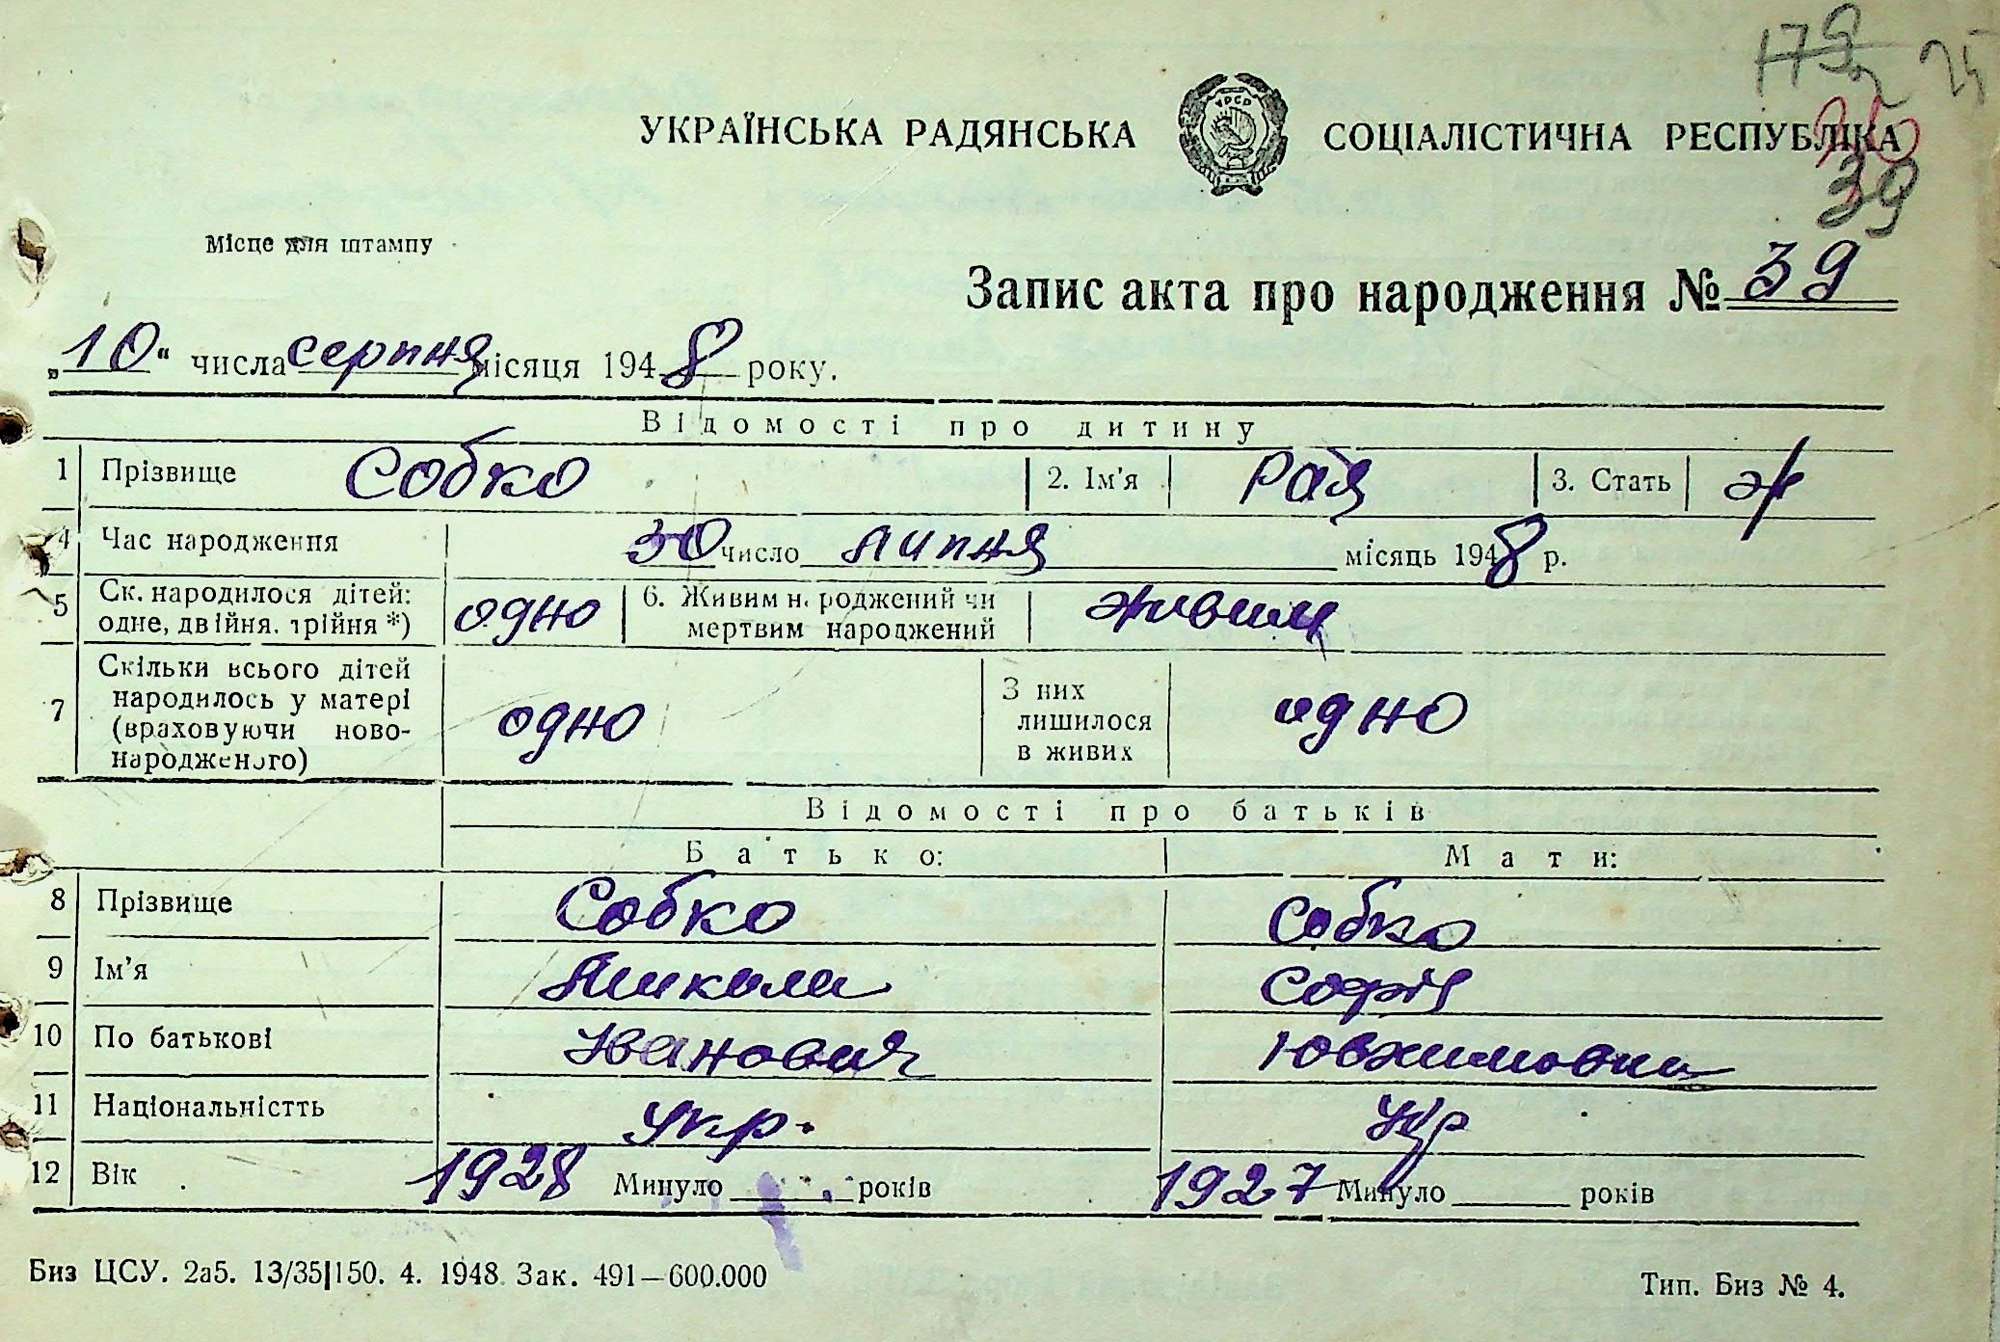 179 25
УРСР
УКРАЇНСЬКА РАДЯНСЬКА СОЦІАЛІСТИЧНА РЕСПУБЛІКА
39
Місце для штампу
Запис акта про народження № 39
„10“ числа серпня місяця 1948 року.
Відомості про дитину
1 Прізвище Собко 2. Ім’я Рая 3. Стать ж
4 Час народження 30 число липня місяць 1948 р.
5 Ск. народилося дітей: одне, двійня. трійня *) одно 6. Живим народжений чи мертвим народжений живим
7 Скільки всього дітей народилось у матері (враховуючи новонародженого) одно З них лишилося в живих одно
Відомості про батьків
Батько: Мати:
8 Прізвище Собко Собко
9 Ім’я Микола Софія
10 По батькові Іванович Ювхимовна
11 Національністть укр. укр
12 Вік 1928 Минуло років 1927 Минуло років
Биз ЦСУ. 2а5. 13/35|150. 4. 1948. Зак. 491—600.000 Тип. Биз № 4.